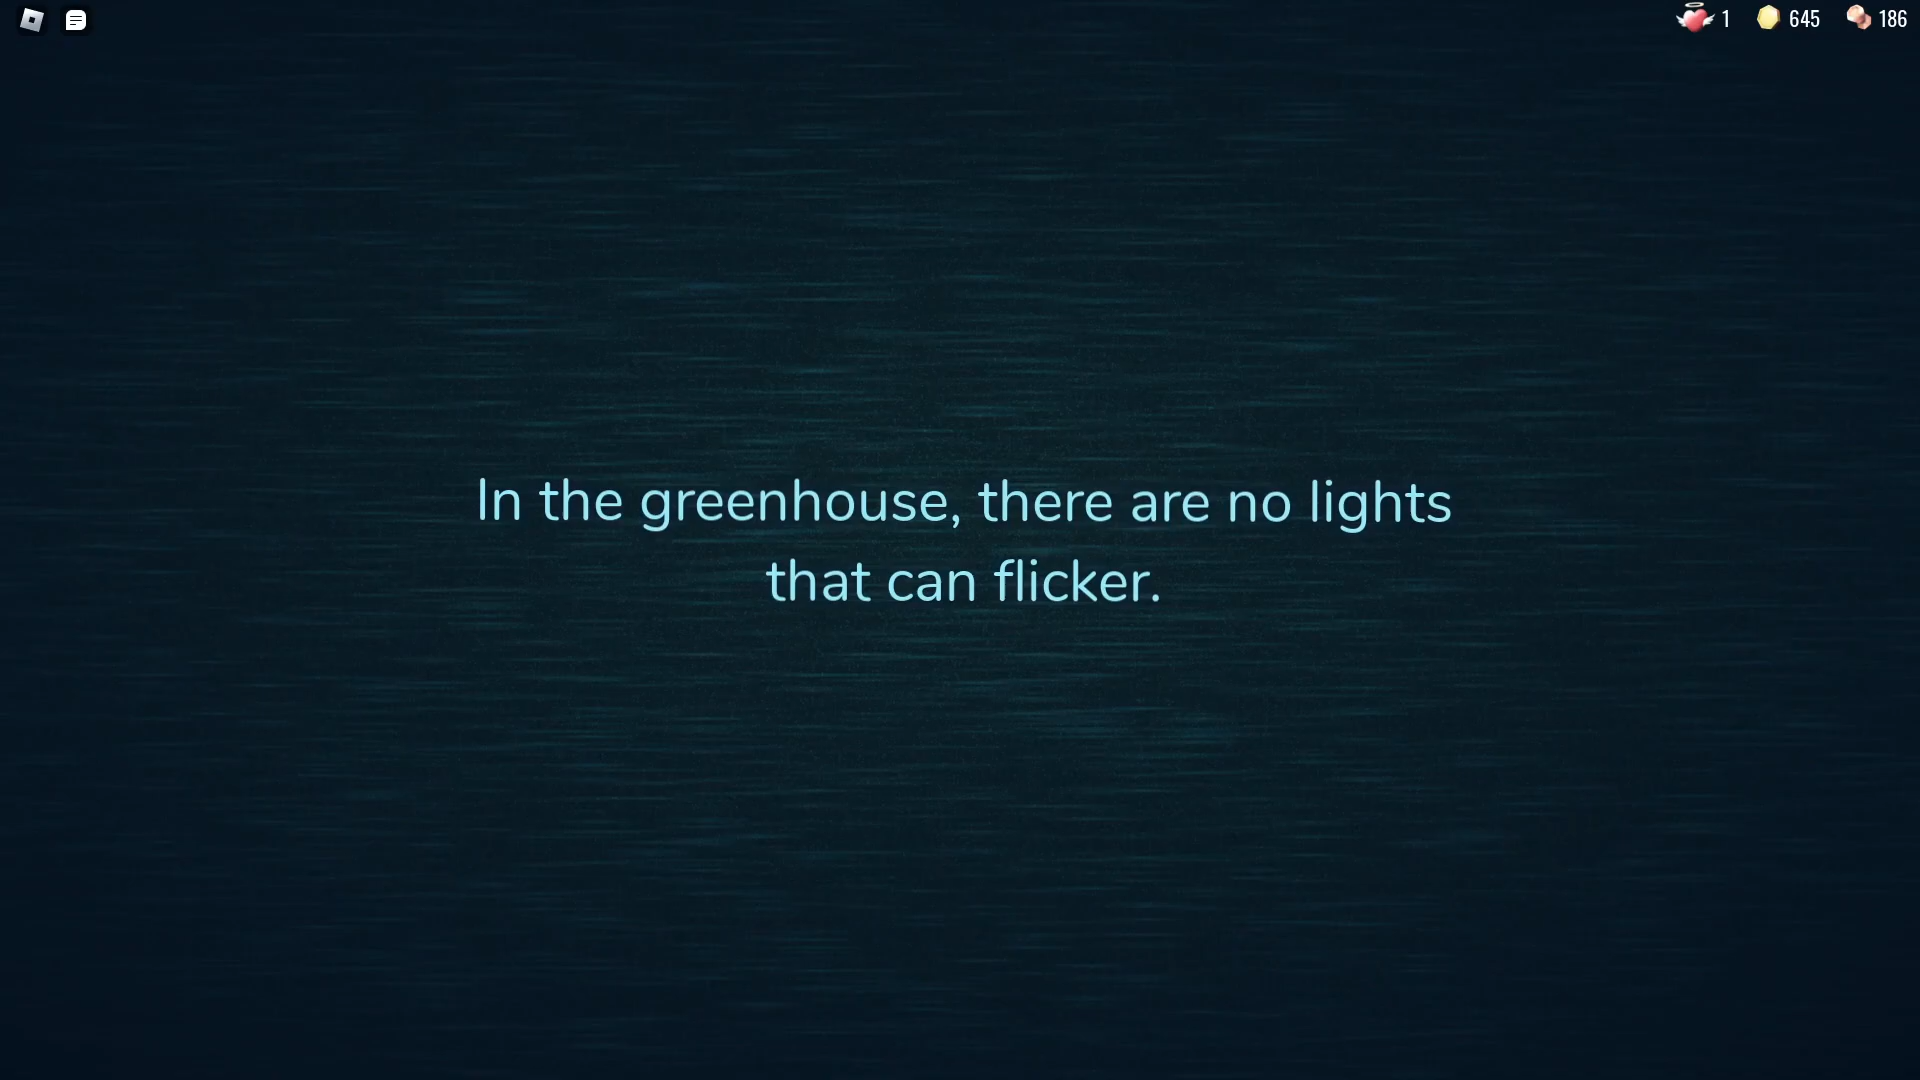 1 645 186
In the greenhouse, there are no lights
that can flicker.